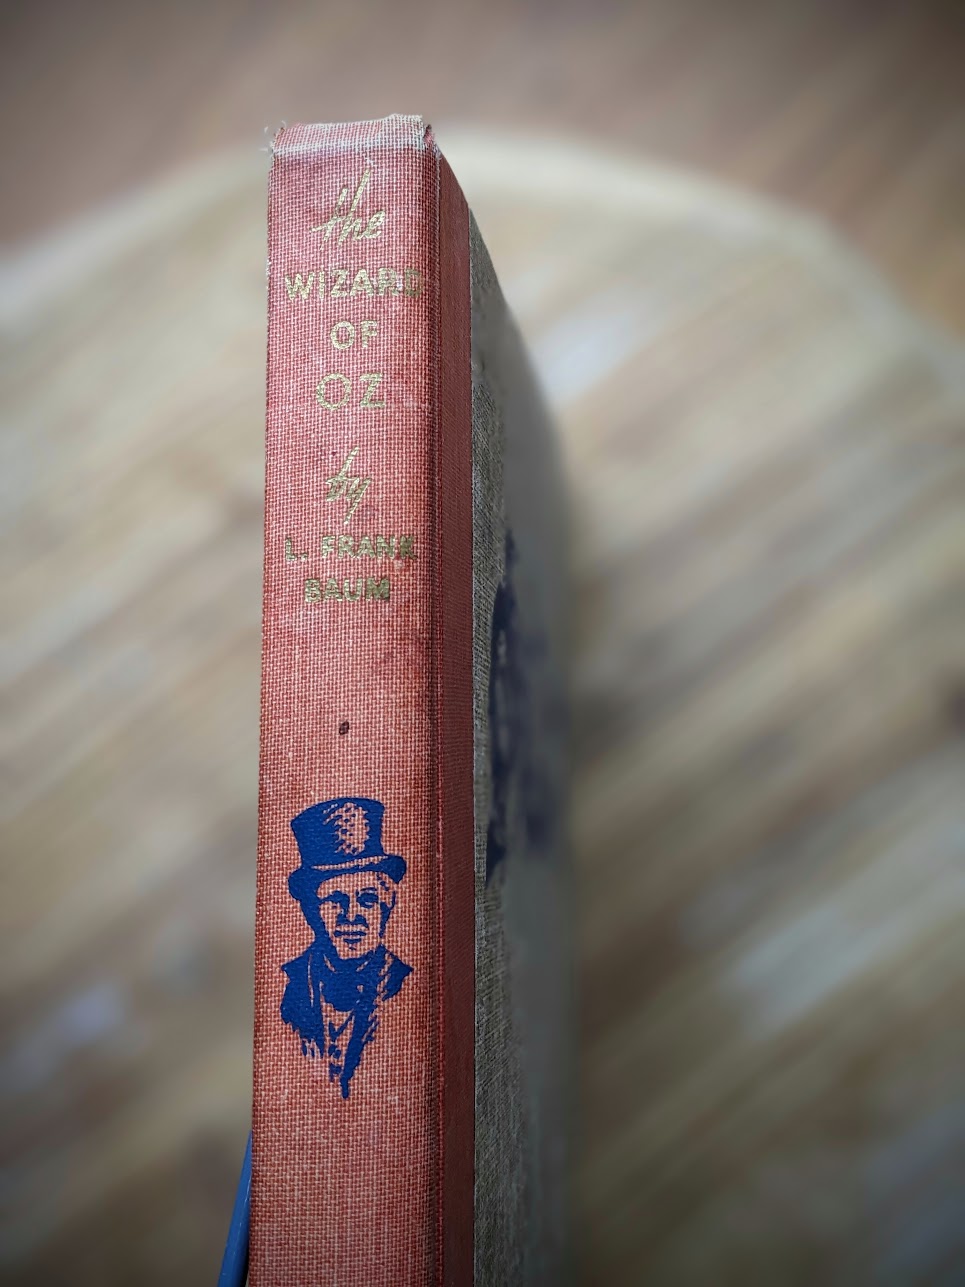 the
WIZARD
OF
OZ
by
L. FRANK
BAUM